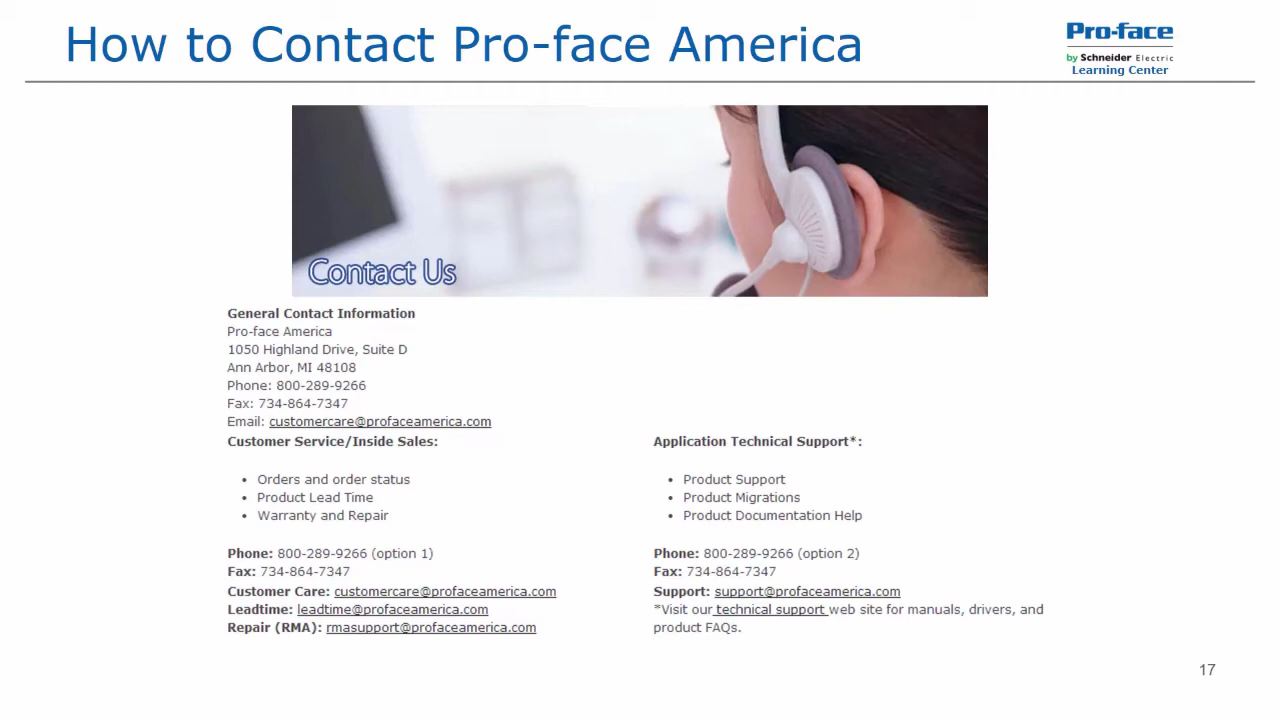 How to Contact Pro-face America
Pro-face
by Schneider Electric
Learning Center
Contact Us
General Contact Information
Pro-face America
1050 Highland Drive, Suite D
Ann Arbor, MI 48108
Phone: 800-289-9266
Fax: 734-864-7347
Email: customercare@profaceamerica.com
Customer Service/Inside Sales:
• Orders and order status
• Product Lead Time
• Warranty and Repair
Phone: 800-289-9266 (option 1)
Fax: 734-864-7347
Customer Care: customercare@profaceamerica.com
Leadtime: leadtime@profaceamerica.com
Repair (RMA): rmasupport@profaceamerica.com
Application Technical Support*:
• Product Support
• Product Migrations
• Product Documentation Help
Phone: 800-289-9266 (option 2)
Fax: 734-864-7347
Support: support@profaceamerica.com
*Visit our technical support web site for manuals, drivers, and
product FAQs.
17